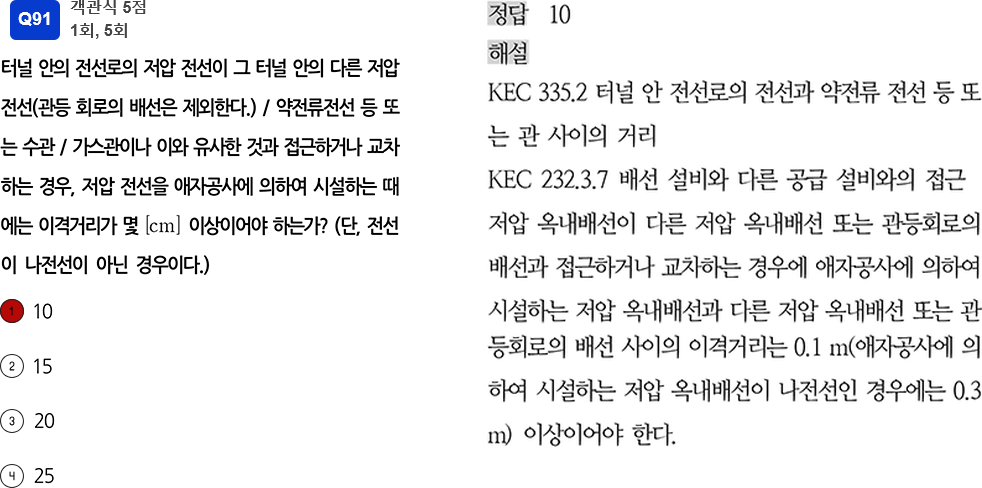 Q91
객관식 5점
1회, 5회
터널 안의 전선로의 저압 전선이 그 터널 안의 다른 저압
전선(관등 회로의 배선은 제외한다.) / 약전류전선 등 또
는 수관 / 가스관이나 이와 유사한 것과 접근하거나 교차
하는 경우, 저압 전선을 애자공사에 의하여 시설하는 때
에는 이격거리가 몇 [cm] 이상이어야 하는가? (단, 전선
이 나전선이 아닌 경우이다.)
1 10
2 15
3 20
4 25
정답 10
해설
KEC 335.2 터널 안 전선로의 전선과 약전류 전선 등 또
는 관 사이의 거리
KEC 232.3.7 배선 설비와 다른 공급 설비와의 접근
저압 옥내배선이 다른 저압 옥내배선 또는 관등회로의
배선과 접근하거나 교차하는 경우에 애자공사에 의하여
시설하는 저압 옥내배선과 다른 저압 옥내배선 또는 관
등회로의 배선 사이의 이격거리는 0.1 m(애자공사에 의
하여 시설하는 저압 옥내배선이 나전선인 경우에는 0.3
m) 이상이어야 한다.